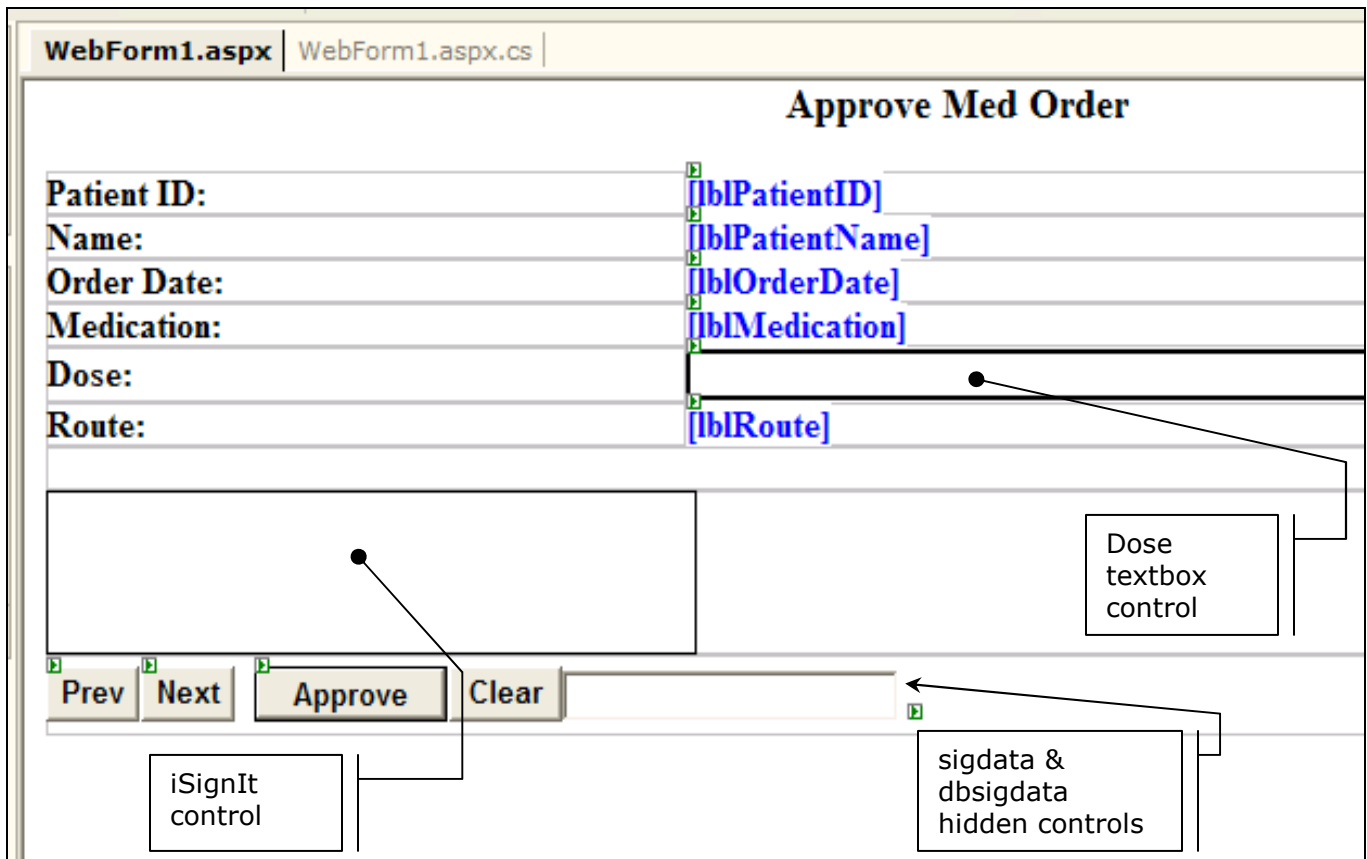 WebForm1.aspx WebForm1.aspx.cs
Approve Med Order
Patient ID: [lblPatientID]
Name: [lblPatientName]
Order Date: [lblOrderDate]
Medication: [lblMedication]
Dose:
Route: [lblRoute]
Dose
textbox
control
Prev Next Approve Clear
iSignIt
control
sigdata &
dbsigdata
hidden controls